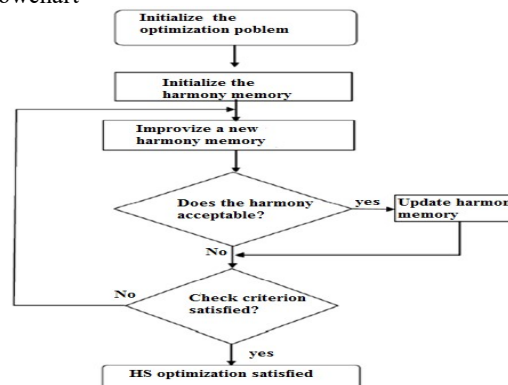 Initialize the
optimization poblem
Initialize the
harmony memory
Improvize a new
harmony memory
Does the harmony
acceptable?
yes
Update harmon
memory
No
No
Check criterion
satisfied?
yes
HS optimization satisfied